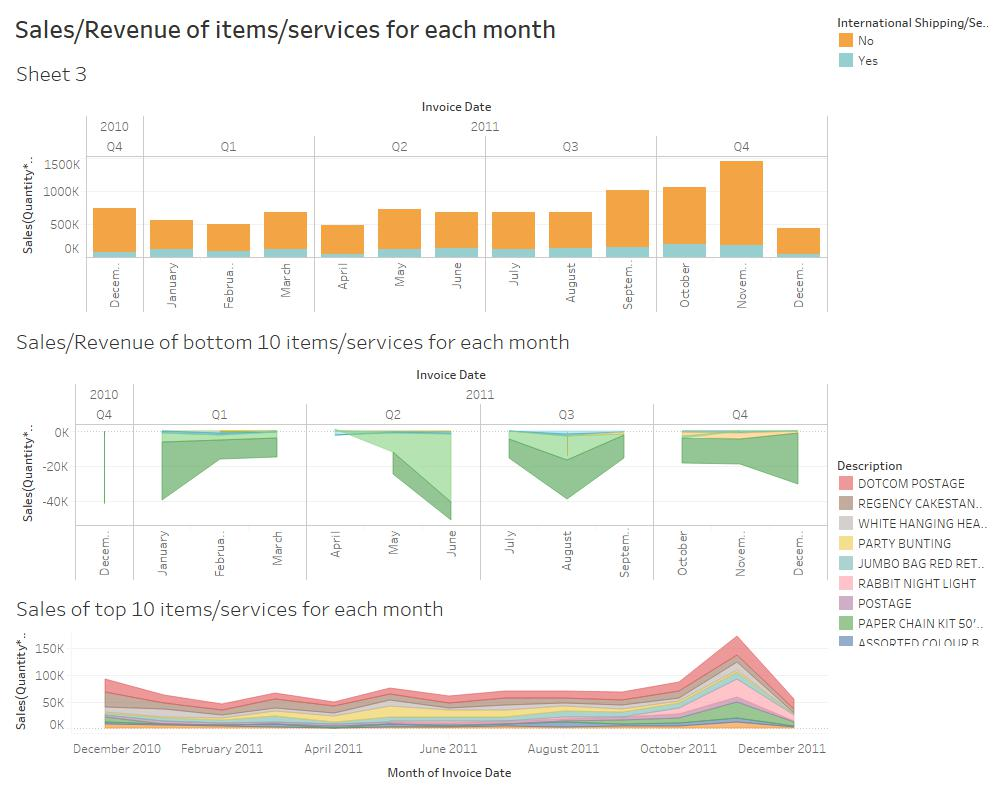 Sales/Revenue of items/services for each month
International Shipping/Se..
No
Yes
Sheet 3
Invoice Date
2010 2011
Q4 Q1 Q2 Q3 Q4
Sales(Quantity*..
1500K
1000K
500K
0K
Decem.. January Februa.. March April May June July August Septem.. October Novem.. Decem..
Sales/Revenue of bottom 10 items/services for each month
Invoice Date
2010 2011
Q4 Q1 Q2 Q3 Q4
Sales(Quantity*..
0K
-20K
-40K
Decem.. January Februa.. March April May June July August Septem.. October Novem.. Decem..
Description
DOTCOM POSTAGE
REGENCY CAKESTAN..
WHITE HANGING HEA..
PARTY BUNTING
JUMBO BAG RED RET..
RABBIT NIGHT LIGHT
POSTAGE
PAPER CHAIN KIT 50'..
ASSORTED COLOUR B..
Sales of top 10 items/services for each month
Sales(Quantity*..
150K
100K
50K
0K
December 2010 February 2011 April 2011 June 2011 August 2011 October 2011 December 2011
Month of Invoice Date